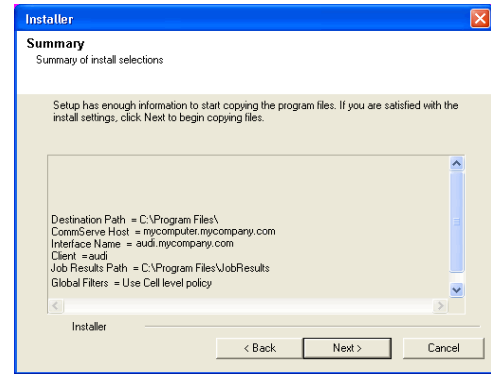 Installer
Summary
Summary of install selections
Setup has enough information to start copying the program files. If you are satisfied with the
install settings, click Next to begin copying files.
Destination Path = C:\Program Files\
CommServe Host = mycomputer.mycompany.com
Interface Name = audi.mycompany.com
Client =audi
Job Results Path = C:\Program Files\JobResults
Global Filters = Use Cell level policy
Installer
< Back
Next >
Cancel